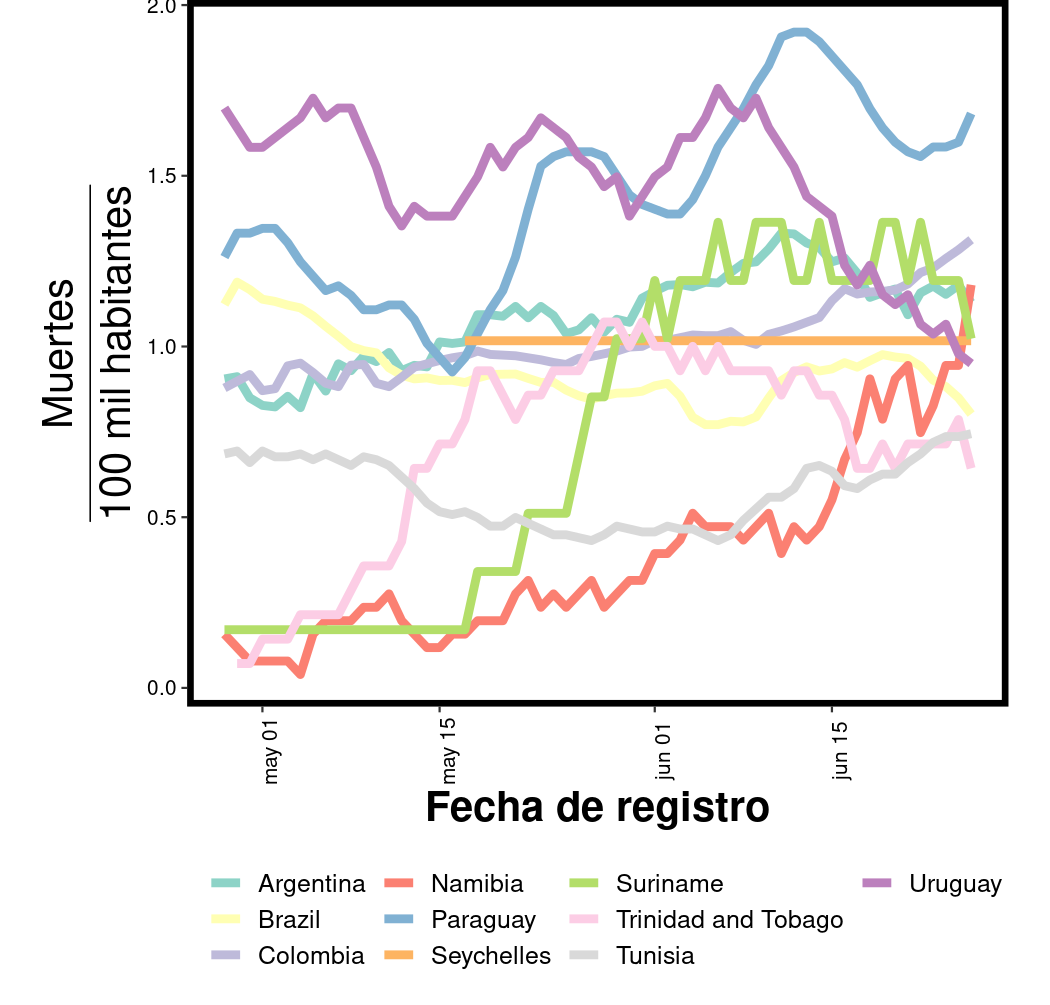 2.0
1.5
1.0
0.5
0.0
Muertes
100 mil habitantes
may 01
may 15
jun 01
jun 15
Fecha de registro
Argentina Namibia Suriname Uruguay
Brazil Paraguay Trinidad and Tobago
Colombia Seychelles Tunisia